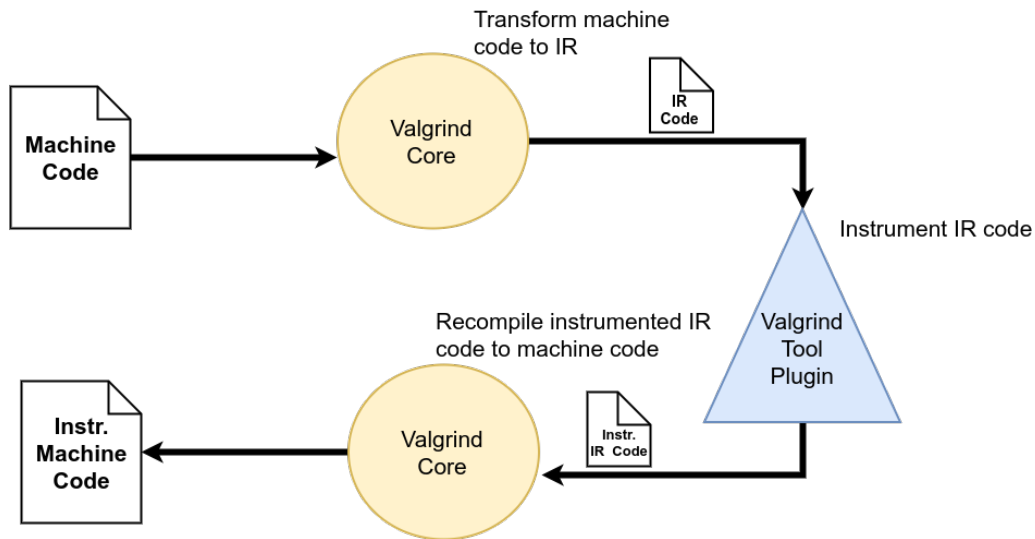 Transform machine
code to IR
IR
Code
Machine
Code
Valgrind
Core
Instrument IR code
Valgrind
Tool
Plugin
Recompile instrumented IR
code to machine code
Instr.
IR Code
Valgrind
Core
Instr.
Machine
Code